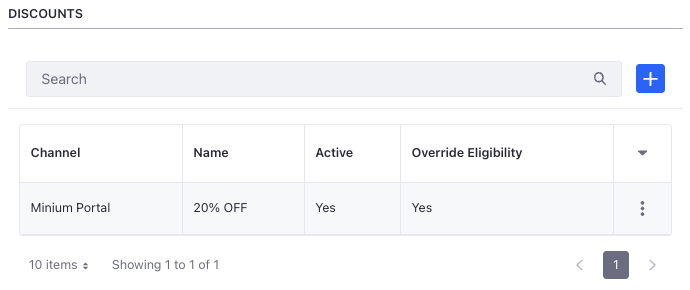 DISCOUNTS
Search
Channel Name Active Override Eligibility
Minium Portal 20% OFF Yes Yes
10 items Showing 1 to 1 of 1 1